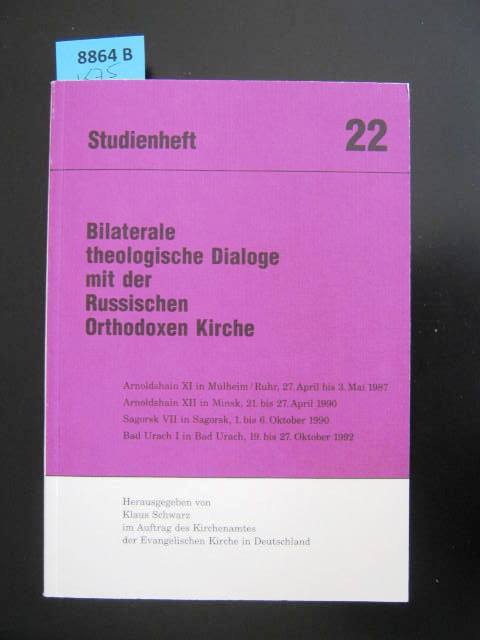 8864 B
Studienheft 22
Bilaterale
theologische Dialoge
mit der
Russischen
Orthodoxen Kirche
Arnoldshain XI in Mülheim/Ruhr, 27. April bis 3. Mai 1987
Arnoldshain XII in Minsk, 21. bis 27. April 1990
Sagorsk VII in Sagorsk, 1. bis 6. Oktober 1990
Bad Urach I in Bad Urach, 19. bis 27. Oktober 1992
Herausgegeben von
Klaus Schwarz
im Auftrag des Kirchenamtes
der Evangelischen Kirche in Deutschland